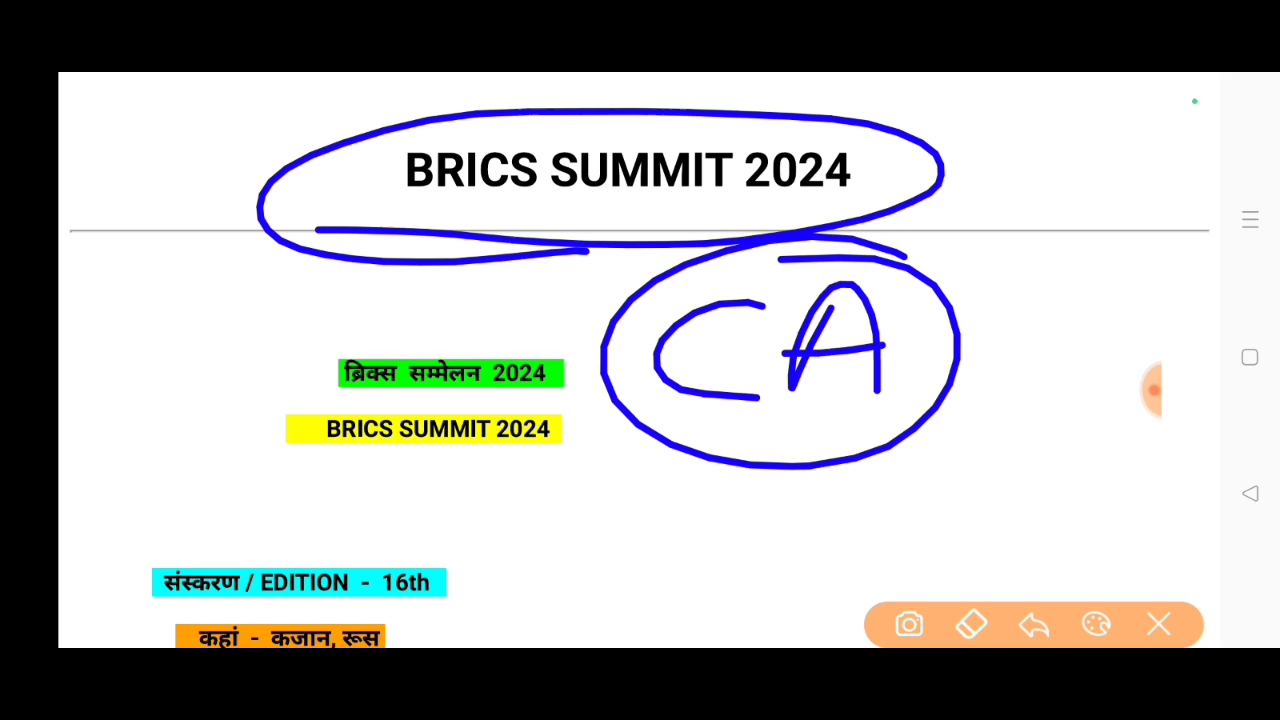 BRICS SUMMIT 2024
CA
ब्रिक्स सम्मेलन 2024
BRICS SUMMIT 2024
संस्करण / EDITION - 16th
कहां - कजान, रूस